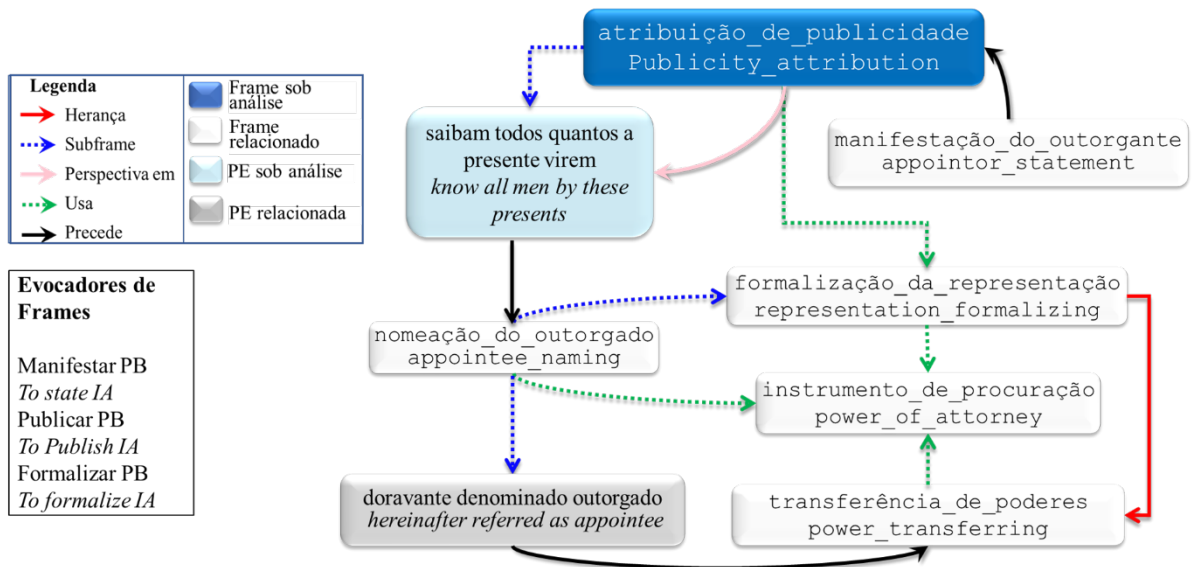 atribuição_de_publicidade
Publicity_attribution
Legenda
Herança
Subframe
Perspectiva em
Usa
Precede
Frame sob
análise
Frame
relacionado
PE sob análise
PE relacionada
saibam todos quantos a
presente virem
know all men by these
presents
manifestação_do_outorgante
appointor_statement
Evocadores de
Frames
Manifestar PB
To state IA
Publicar PB
To Publish IA
Formalizar PB
To formalize IA
formalização_da_representação
representation_formalizing
nomeação_do_outorgado
appointee_naming
instrumento_de_procuração
power_of_attorney
doravante denominado outorgado
hereinafter referred as appointee
transferência_de_poderes
power_transferring